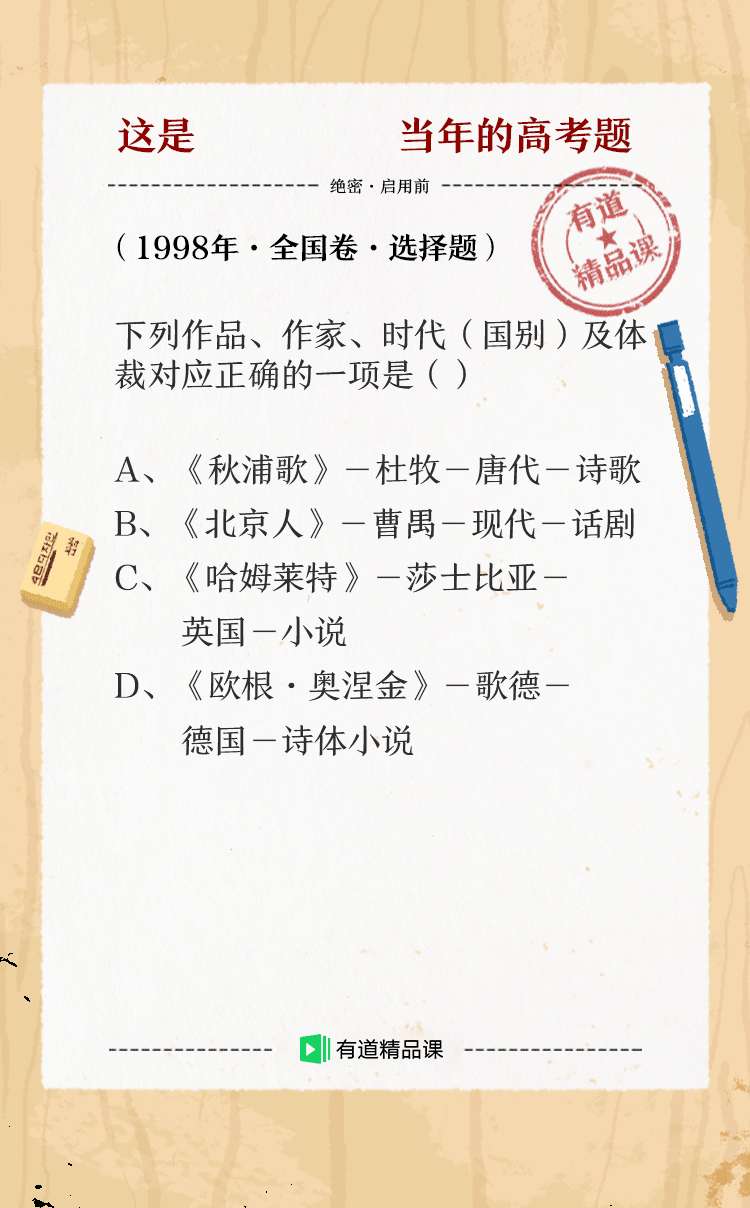 这是 当年的高考题
绝密·启用前
（1998年·全国卷·选择题）
有道
精品课
下列作品、作家、时代（国别）及体
裁对应正确的一项是（ ）
A、《秋浦歌》－杜牧－唐代－诗歌
B、《北京人》－曹禺－现代－话剧
C、《哈姆莱特》－莎士比亚－
英国－小说
D、《欧根·奥涅金》－歌德－
德国－诗体小说
有道精品课